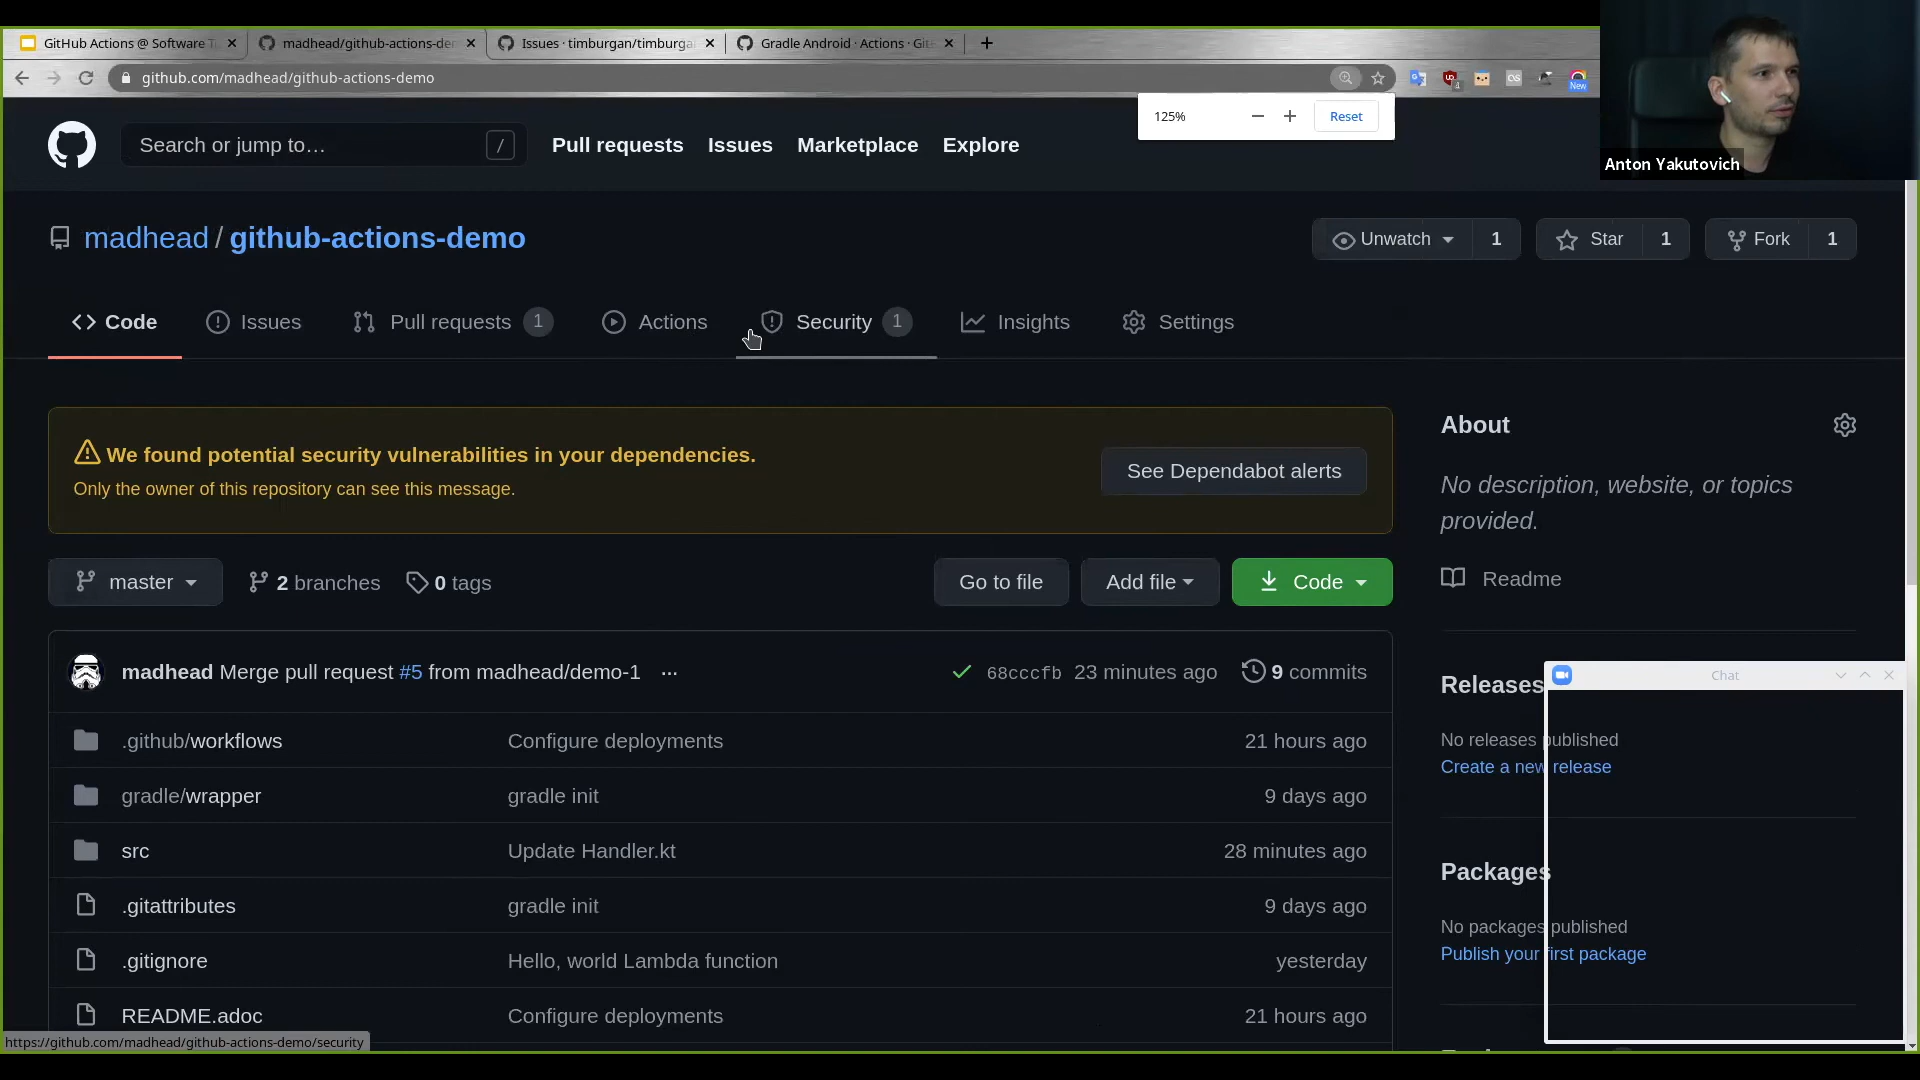 GitHub Actions @ Software T
madhead/github-actions-de
Issues · timburgan/timburga
Gradle Android · Actions · Git
github.com/madhead/github-actions-demo
New
Anton Yakutovich
125%
Reset
Search or jump to…
/
Pull requests
Issues
Marketplace
Explore
madhead / github-actions-demo
Unwatch 1
Star 1
Fork 1
Code
Issues
Pull requests 1
Actions
Security 1
Insights
Settings
We found potential security vulnerabilities in your dependencies.
Only the owner of this repository can see this message.
See Dependabot alerts
About
No description, website, or topics
provided.
Readme
master
2 branches
0 tags
Go to file
Add file
Code
madhead Merge pull request #5 from madhead/demo-1 ...
68cccfb 23 minutes ago
9 commits
.github/workflows Configure deployments 21 hours ago
gradle/wrapper gradle init 9 days ago
src Update Handler.kt 28 minutes ago
.gitattributes gradle init 9 days ago
.gitignore Hello, world Lambda function yesterday
README.adoc Configure deployments 21 hours ago
Releases
No releases published
Create a new release
Packages
No packages published
Publish your first package
Chat
https://github.com/madhead/github-actions-demo/security